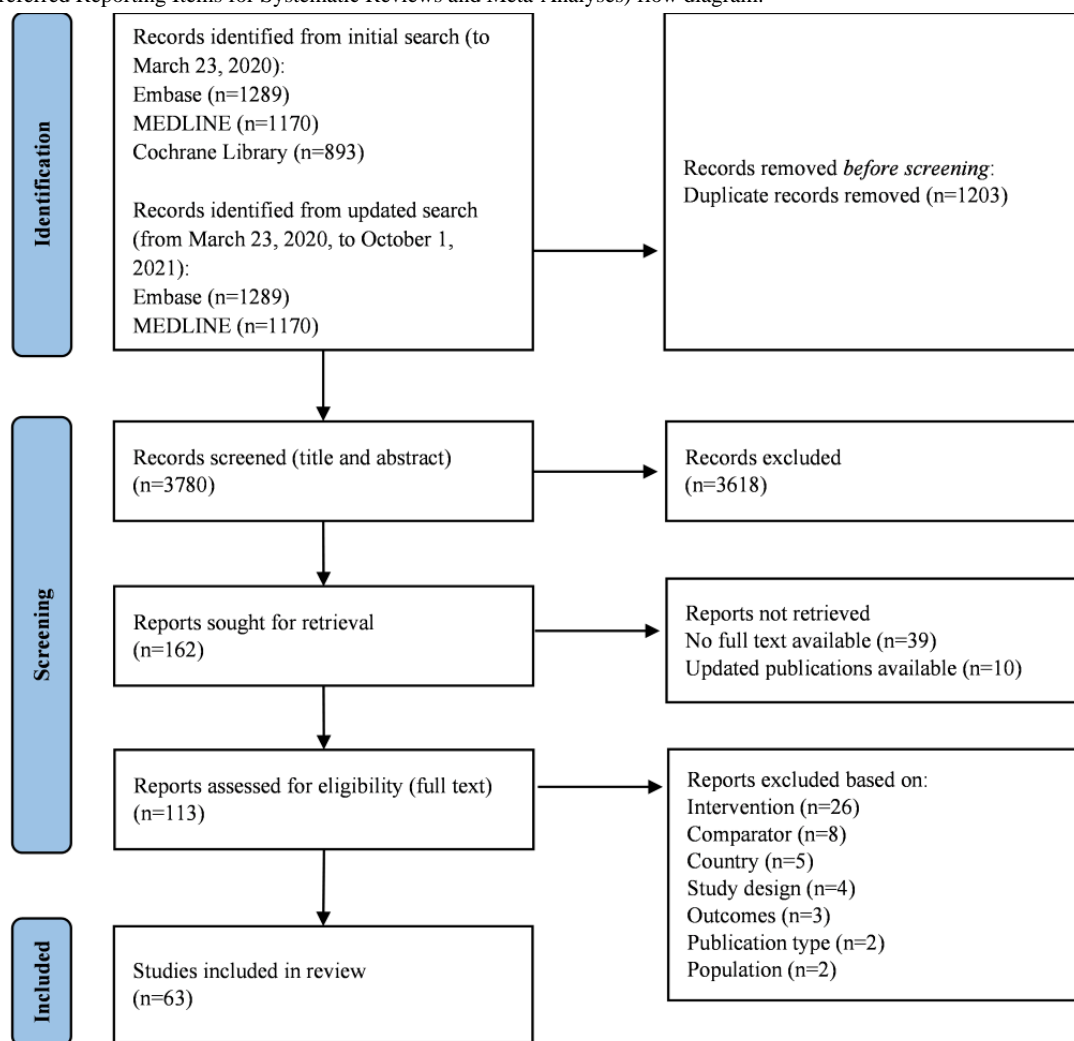 Preferred Reporting Items for Systematic Reviews and Meta-Analyses) flow diagram.
Identification
Records identified from initial search (to
March 23, 2020):
Embase (n=1289)
MEDLINE (n=1170)
Cochrane Library (n=893)
Records identified from updated search
(from March 23, 2020, to October 1,
2021):
Embase (n=1289)
MEDLINE (n=1170)
Records removed before screening:
Duplicate records removed (n=1203)
Screening
Records screened (title and abstract)
(n=3780)
Records excluded
(n=3618)
Reports sought for retrieval
(n=162)
Reports not retrieved
No full text available (n=39)
Updated publications available (n=10)
Reports assessed for eligibility (full text)
(n=113)
Reports excluded based on:
Intervention (n=26)
Comparator (n=8)
Country (n=5)
Study design (n=4)
Outcomes (n=3)
Publication type (n=2)
Population (n=2)
Included
Studies included in review
(n=63)